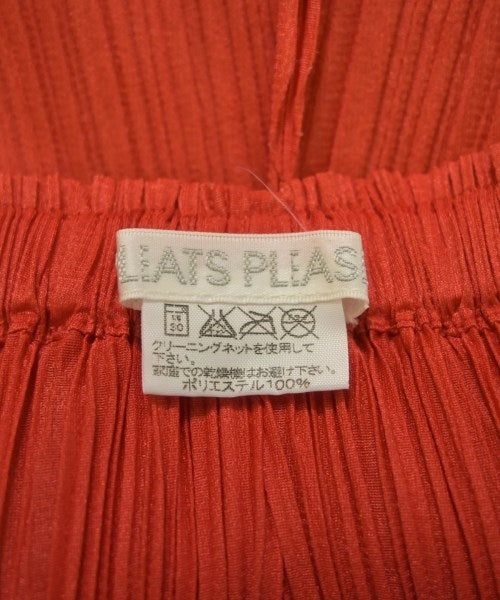 LEATS PLEAS
弱
30
クリーニングネットを使用して
下さい。
家庭での乾燥機はお避け下さい。
ポリエステル100%